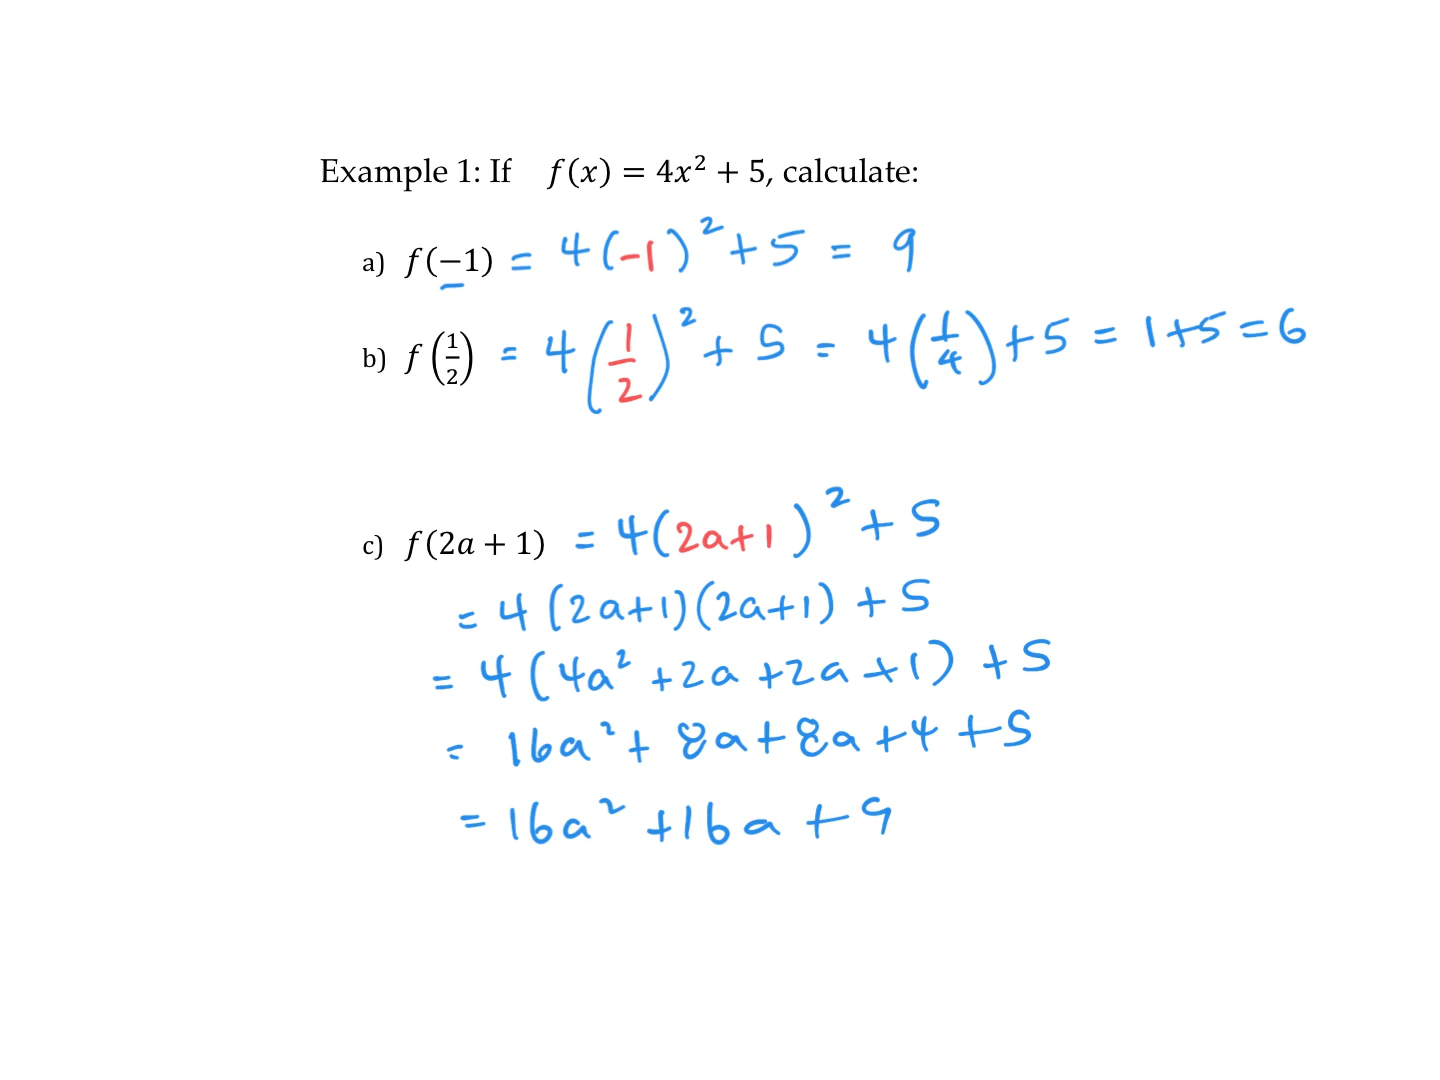 Example 1: If f(x) = 4x² + 5, calculate:
a) f(−1) = 4(-1)² + 5 = 9
b) f(1/2) = 4(1/2)² + 5 = 4(1/4) + 5 = 1+5 = 6
c) f(2a + 1) = 4(2a+1)² + 5
= 4(2a+1)(2a+1) + 5
= 4(4a² + 2a + 2a + 1) + 5
= 16a² + 8a + 8a + 4 + 5
= 16a² + 16a + 9